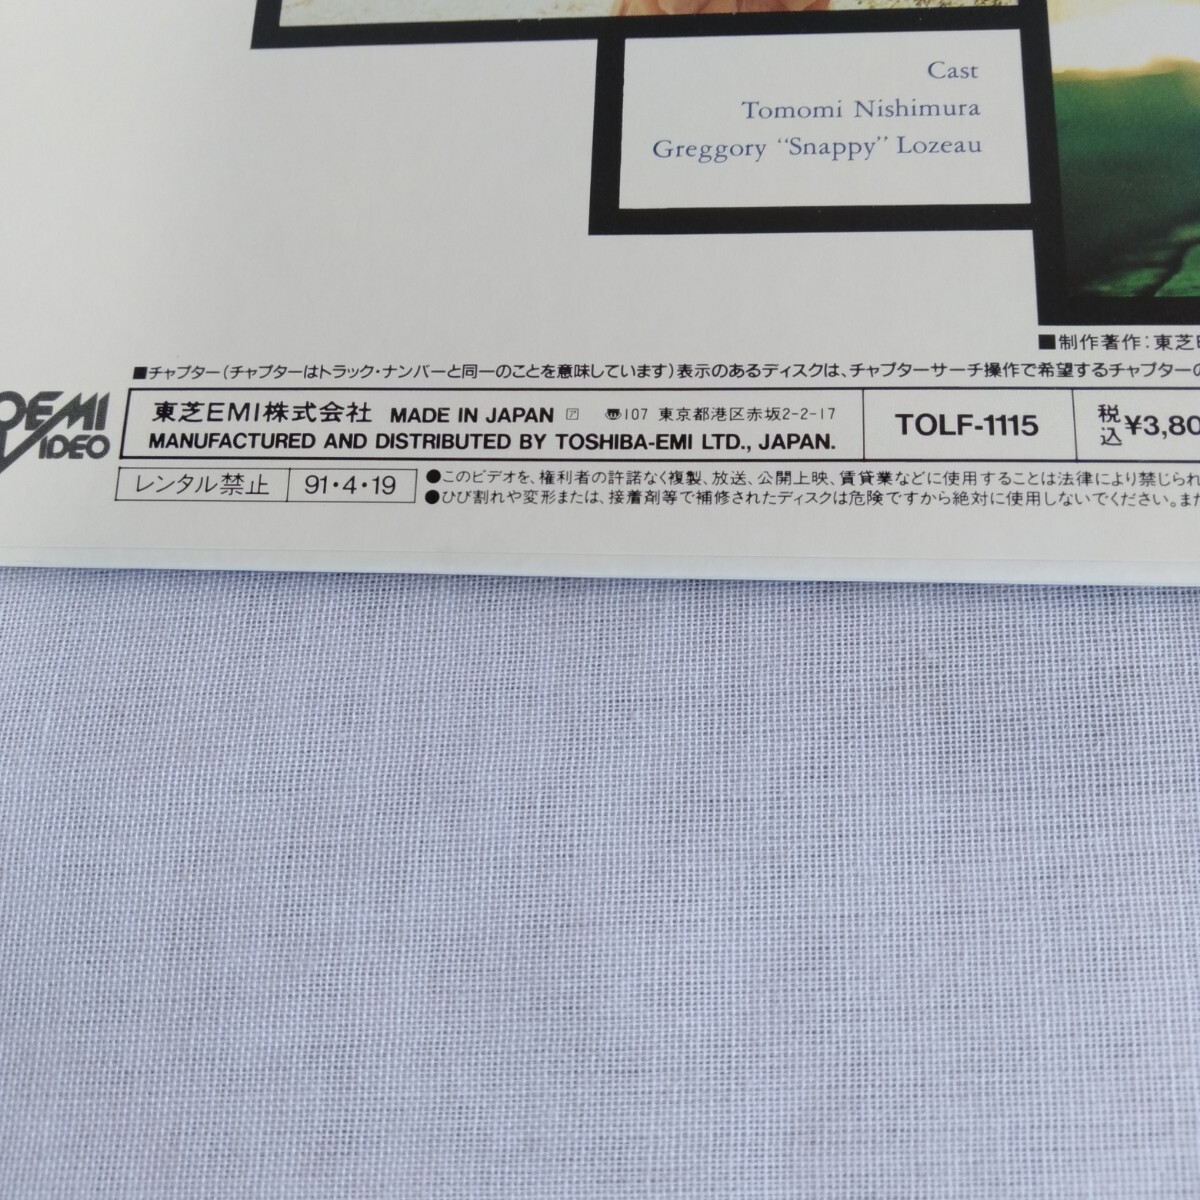 Cast
Tomomi Nishimura
Greggory “Snappy” Lozeau
■制作著作：東芝E
■チャプター（チャプターはトラック・ナンバーと同一のことを意味しています）表示のあるディスクは、チャプターサーチ操作で希望するチャプターの
OEMI VIDEO
東芝EMI株式会社 MADE IN JAPAN ㋐ 〠107 東京都港区赤坂2-2-17
MANUFACTURED AND DISTRIBUTED BY TOSHIBA-EMI LTD., JAPAN.
TOLF-1115
税込¥3,80
レンタル禁止 91・4・19
●このビデオを、権利者の許諾なく複製、放送、公開上映、賃貸業などに使用することは法律により禁じられ
●ひび割れや変形または、接着剤等で補修されたディスクは危険ですから絶対に使用しないでください。また